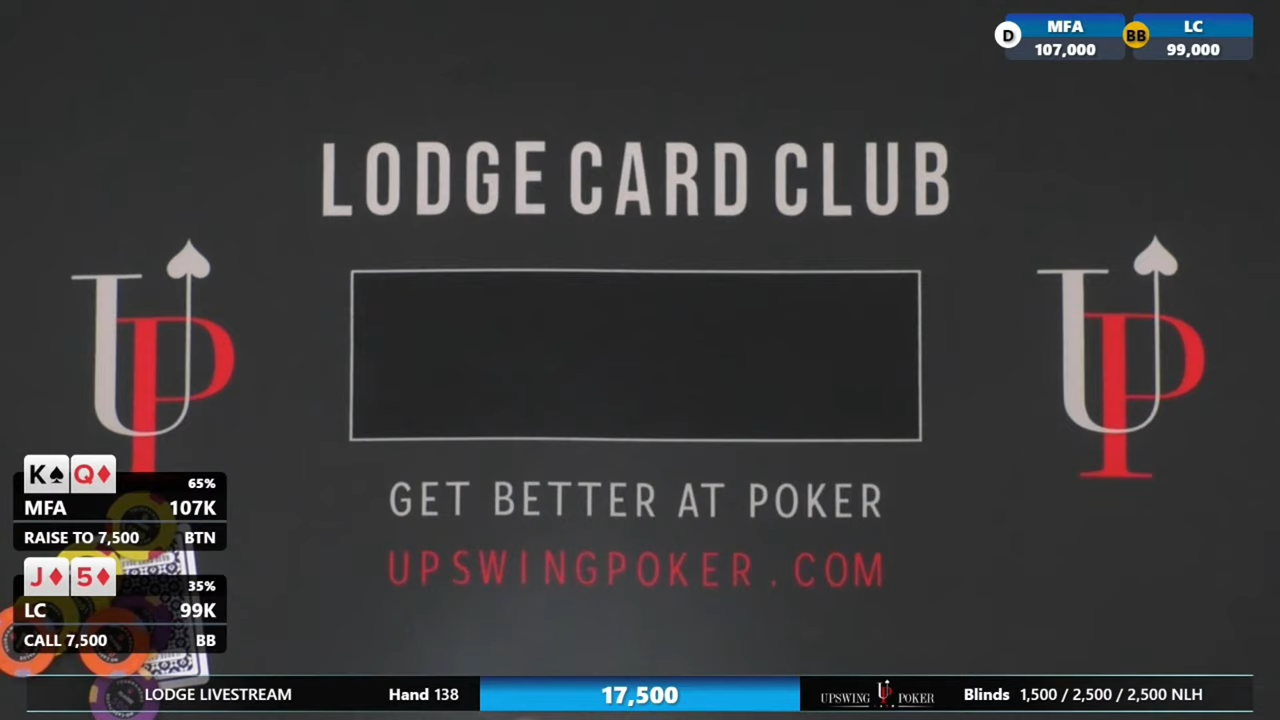 D MFA BB LC
107,000 99,000
LODGE CARD CLUB
UP UP
GET BETTER AT POKER
UPSWINGPOKER.COM
K♠ Q♦ 65%
MFA 107K
RAISE TO 7,500 BTN
J♦ 5♦ 35%
LC 99K
CALL 7,500 BB
LODGE LIVESTREAM Hand 138 17,500 UPSWING UP POKER Blinds 1,500 / 2,500 / 2,500 NLH